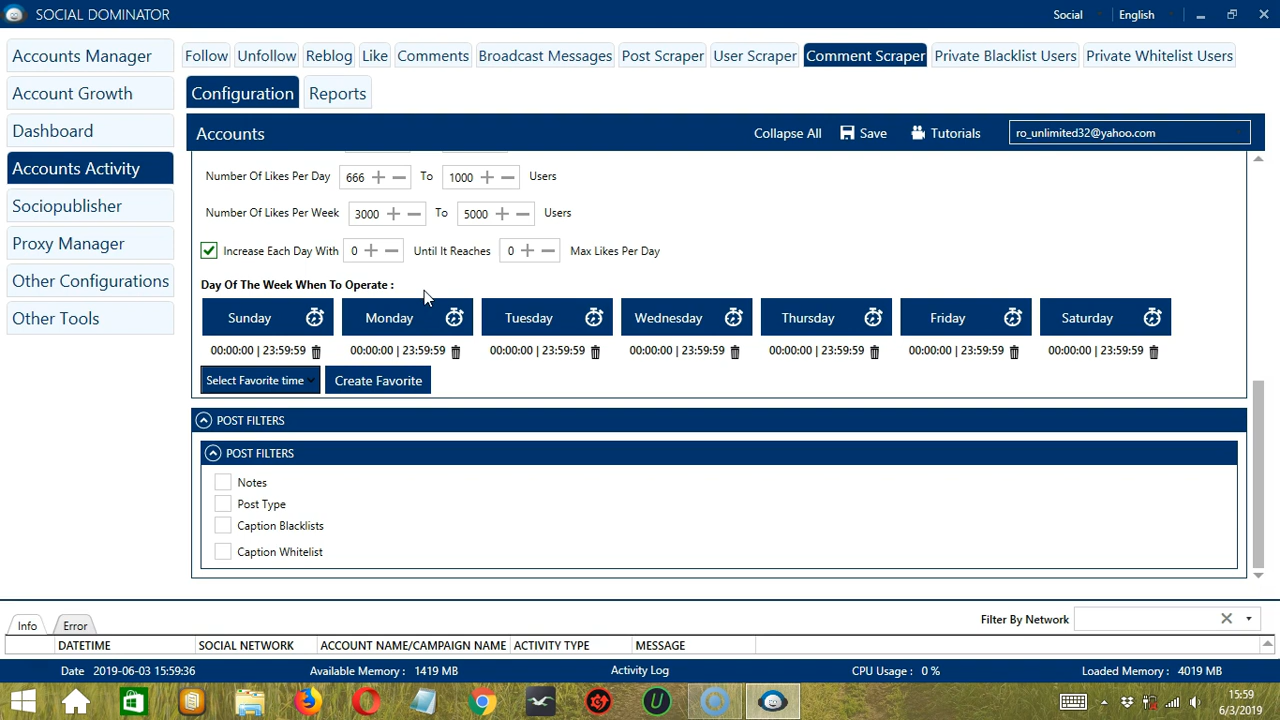 SOCIAL DOMINATOR Social English
Accounts Manager Follow Unfollow Reblog Like Comments Broadcast Messages Post Scraper User Scraper Comment Scraper Private Blacklist Users Private Whitelist Users
Account Growth Configuration Reports
Dashboard Accounts Collapse All Save Tutorials ro_unlimited32@yahoo.com
Accounts Activity Number Of Likes Per Day 666 To 1000 Users
Sociopublisher Number Of Likes Per Week 3000 To 5000 Users
Proxy Manager Increase Each Day With 0 Until It Reaches 0 Max Likes Per Day
Other Configurations Day Of The Week When To Operate :
Other Tools Sunday Monday Tuesday Wednesday Thursday Friday Saturday
00:00:00 | 23:59:59 00:00:00 | 23:59:59 00:00:00 | 23:59:59 00:00:00 | 23:59:59 00:00:00 | 23:59:59 00:00:00 | 23:59:59 00:00:00 | 23:59:59
Select Favorite time Create Favorite
POST FILTERS
POST FILTERS
Notes
Post Type
Caption Blacklists
Caption Whitelist
Info Error Filter By Network
DATETIME SOCIAL NETWORK ACCOUNT NAME/CAMPAIGN NAME ACTIVITY TYPE MESSAGE
Date 2019-06-03 15:59:36 Available Memory : 1419 MB Activity Log CPU Usage : 0 % Loaded Memory : 4019 MB
15:59
6/3/2019